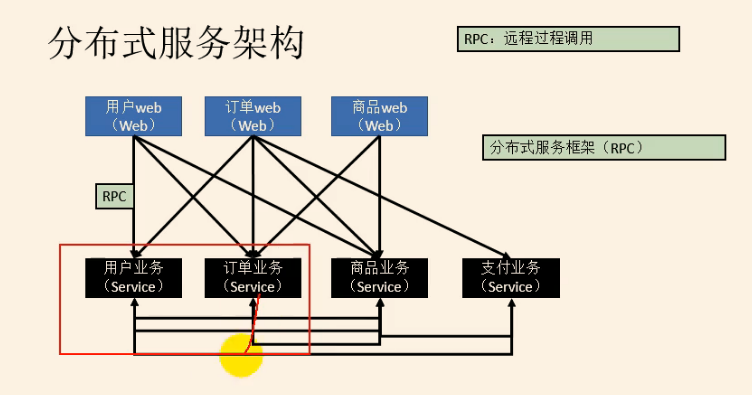 分布式服务架构
RPC：远程过程调用
用户web
（Web）
订单web
（Web）
商品web
（Web）
分布式服务框架（RPC）
RPC
用户业务
（Service）
订单业务
（Service）
商品业务
（Service）
支付业务
（Service）